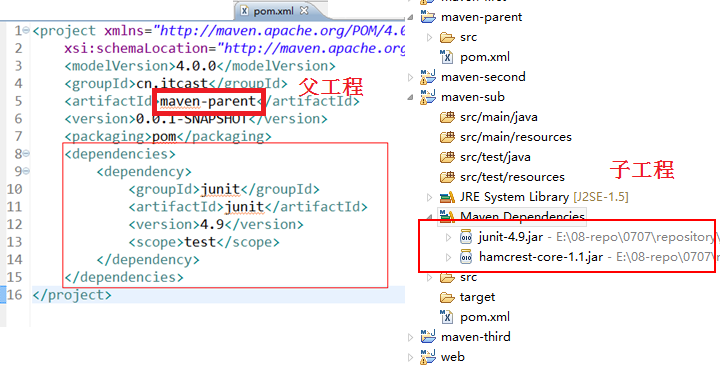 pom.xml
1 <project xmlns="http://maven.apache.org/POM/4.0
2 xsi:schemaLocation="http://maven.apache.org
3 <modelVersion>4.0.0</modelVersion>
4 <groupId>cn.itcast</groupId>
父工程
5 <artifactId>maven-parent</artifactId>
6 <version>0.0.1-SNAPSHOT</version>
7 <packaging>pom</packaging>
8 <dependencies>
9 <dependency>
10 <groupId>junit</groupId>
11 <artifactId>junit</artifactId>
12 <version>4.9</version>
13 <scope>test</scope>
14 </dependency>
15 </dependencies>
16 </project>
maven-parent
src
pom.xml
maven-second
maven-sub
src/main/java
src/main/resources
src/test/java
子工程
src/test/resources
JRE System Library [J2SE-1.5]
Maven Dependencies
junit-4.9.jar - E:\08-repo\0707\repository\
hamcrest-core-1.1.jar - E:\08-repo\0707\r
src
target
pom.xml
maven-third
web